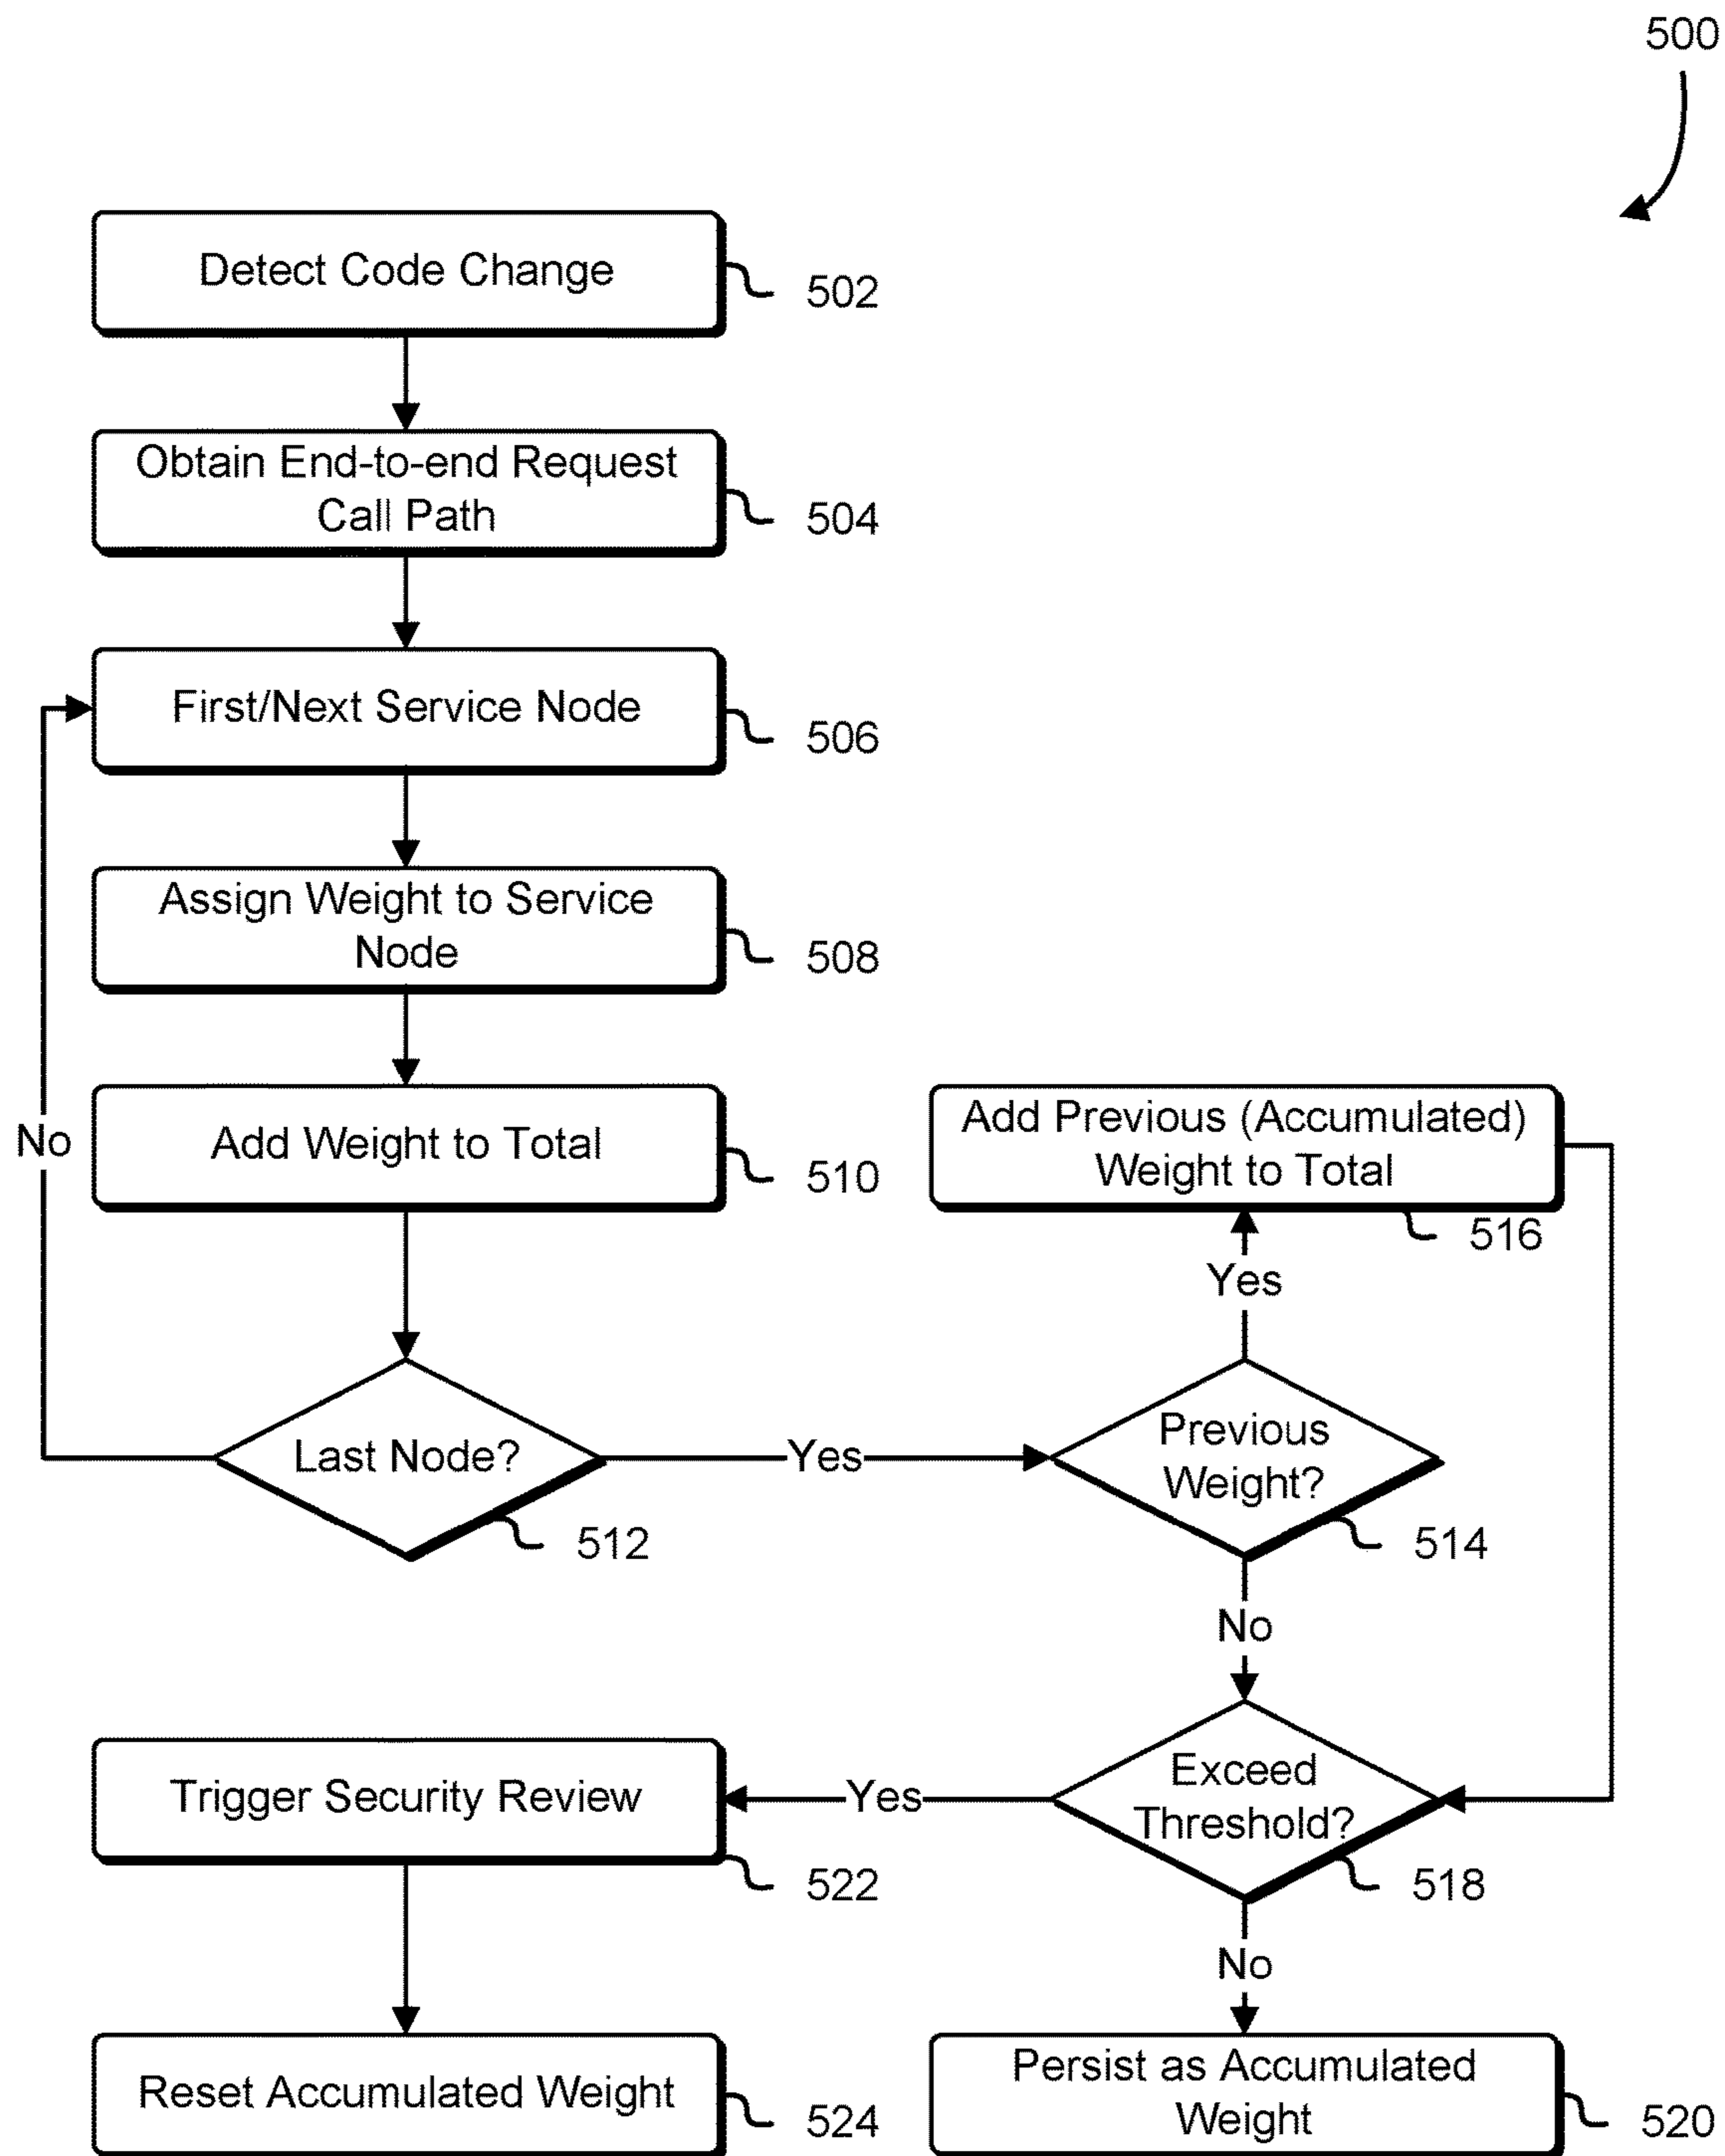 500
Detect Code Change
502
Obtain End-to-end Request
Call Path
504
First/Next Service Node
506
Assign Weight to Service
Node
508
Add Weight to Total
510
No
Last Node?
512
Yes
Previous
Weight?
514
Yes
Add Previous (Accumulated)
Weight to Total
516
No
Exceed
Threshold?
518
Yes
Trigger Security Review
522
Reset Accumulated Weight
524
No
Persist as Accumulated
Weight
520